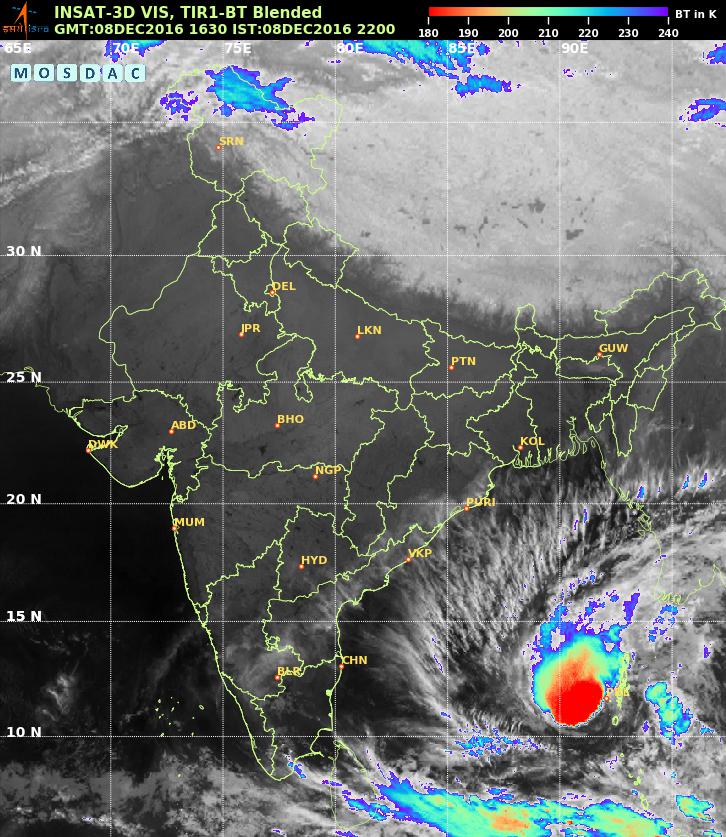 INSAT-3D VIS, TIR1-BT Blended
GMT:08DEC2016 1630 IST:08DEC2016 2200
BT in K
180 190 200 210 220 230 240
65E 70E 75E 80E 85E 90E
MOSDAC
SRN
30 N
DEL
JPR
LKN
GUW
PTN
25 N
ABD
BHO
DWK
KOL
NGP
20 N
PURI
MUM
VKP
HYD
15 N
CHN
BLR
PBL
10 N